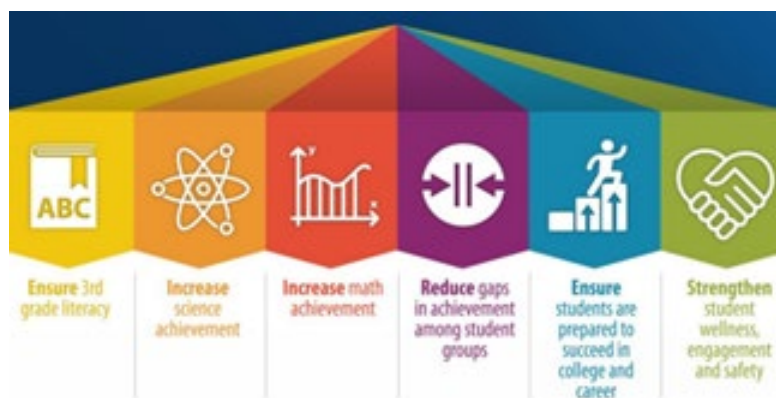 ABC
y
x
Ensure 3rd
grade literacy
Increase
science
achievement
Increase math
achievement
Reduce gaps
in achievement
among student
groups
Ensure
students are
prepared to
succeed in
college and
career
Strengthen
student
wellness,
engagement
and safety